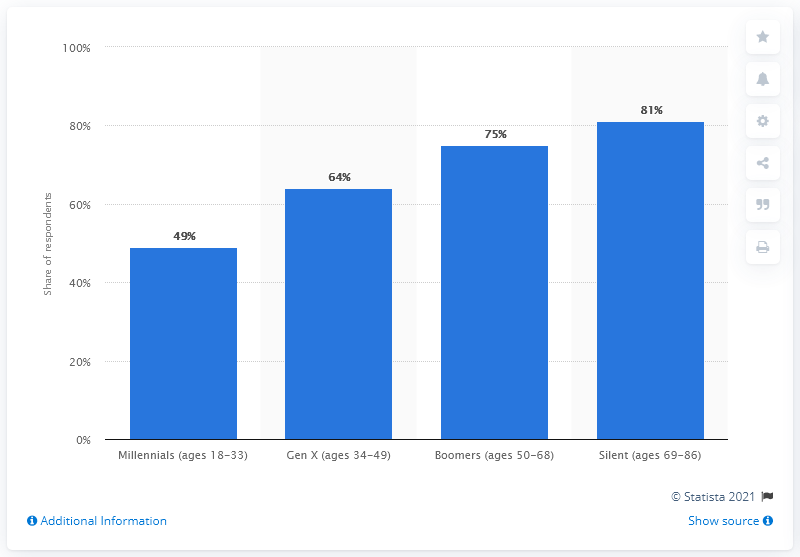 100%
80%
60%
40%
20%
0%
Share of respondents
49%
64%
75%
81%
Millennials (ages 18-33)
Gen X (ages 34-49)
Boomers (ages 50-68)
Silent (ages 69-86)
© Statista 2021
Additional Information
Show source